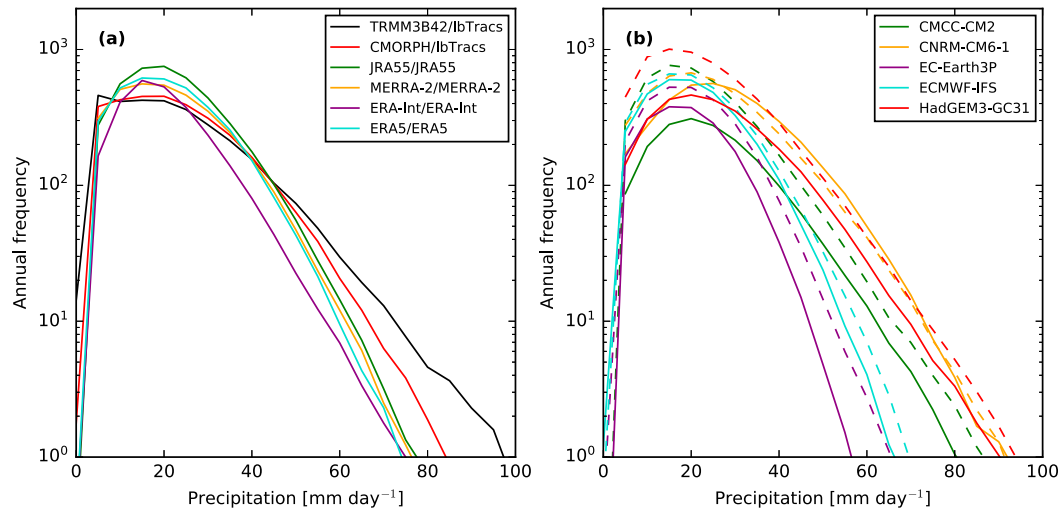 (a)
TRMM3B42/IbTracs
CMORPH/IbTracs
JRA55/JRA55
MERRA-2/MERRA-2
ERA-Int/ERA-Int
ERA5/ERA5
10³
10²
10¹
10⁰
Annual frequency
0 20 40 60 80 100
Precipitation [mm day⁻¹]
(b)
CMCC-CM2
CNRM-CM6-1
EC-Earth3P
ECMWF-IFS
HadGEM3-GC31
10³
10²
10¹
10⁰
Annual frequency
0 20 40 60 80 100
Precipitation [mm day⁻¹]